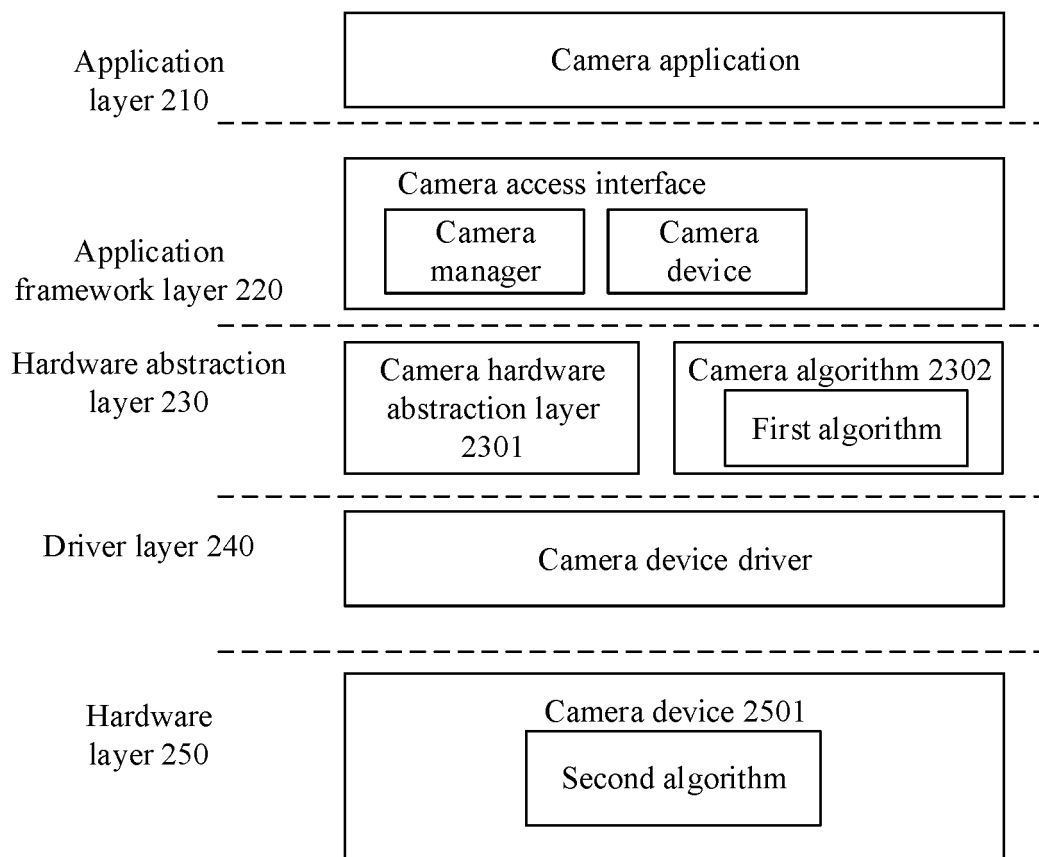 Application
layer 210
Camera application
Camera access interface
Camera
manager
Camera
device
Application
framework layer 220
Hardware abstraction
layer 230
Camera hardware
abstraction layer
2301
Camera algorithm 2302
First algorithm
Driver layer 240
Camera device driver
Hardware
layer 250
Camera device 2501
Second algorithm